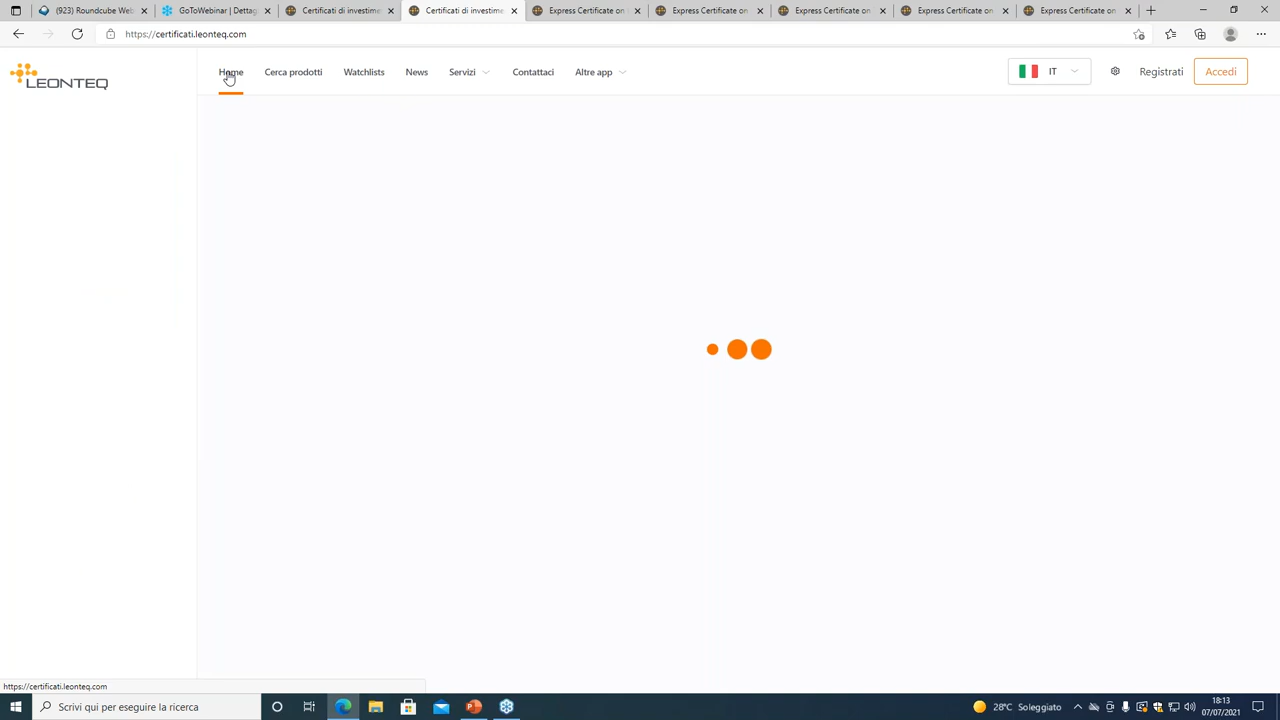 (923) Roundcube Web
GoToWebinar | Dettag
Certificati di investime
Certificati di investime
Express Certificate on
Express Certificate on
Express Certificate on
Express Certificate on
Express Certificate on
https://certificati.leonteq.com
LEONTEQ
Home
Cerca prodotti
Watchlists
News
Servizi
Contattaci
Altre app
IT
Registrati
Accedi
https://certificati.leonteq.com
Scrivi qui per eseguire la ricerca
28°C Soleggiato
18:13
07/07/2021